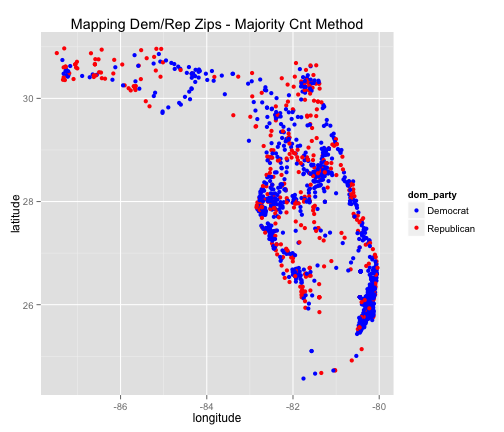 Mapping Dem/Rep Zips - Majority Cnt Method
30
28
26
latitude
-86
-84
-82
-80
longitude
dom_party
Democrat
Republican